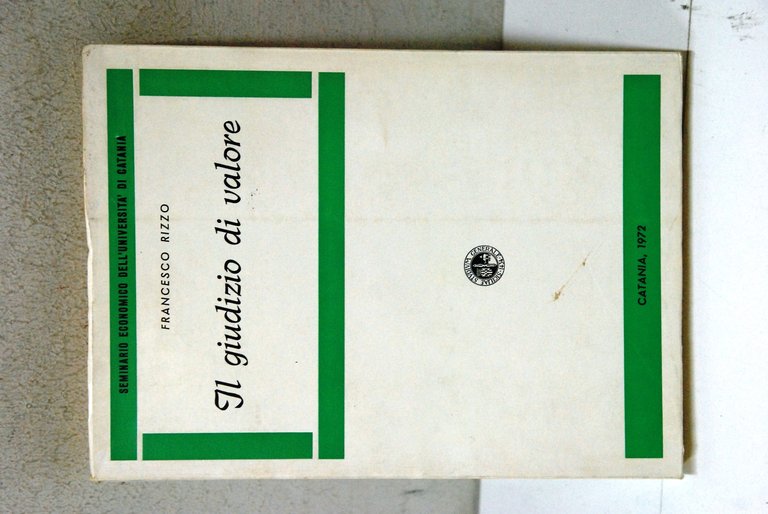 SEMINARIO ECONOMICO DELL'UNIVERSITA' DI CATANIA
FRANCESCO RIZZO
Il giudizio di valore
CATANIA, 1972